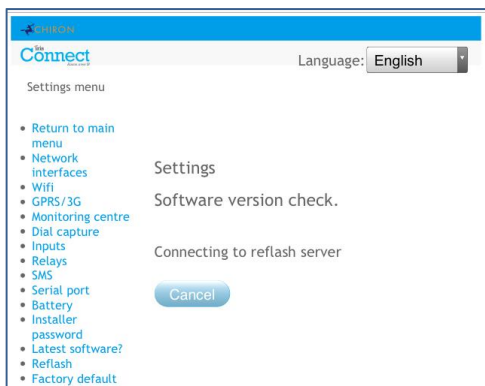 CHIRON
Iris
Connect
Language: English
Settings menu
Return to main
menu
Network
interfaces
Wifi
GPRS/3G
Monitoring centre
Dial capture
Inputs
Relays
SMS
Serial port
Battery
Installer
password
Latest software?
Reflash
Factory default
Settings
Software version check.
Connecting to reflash server
Cancel